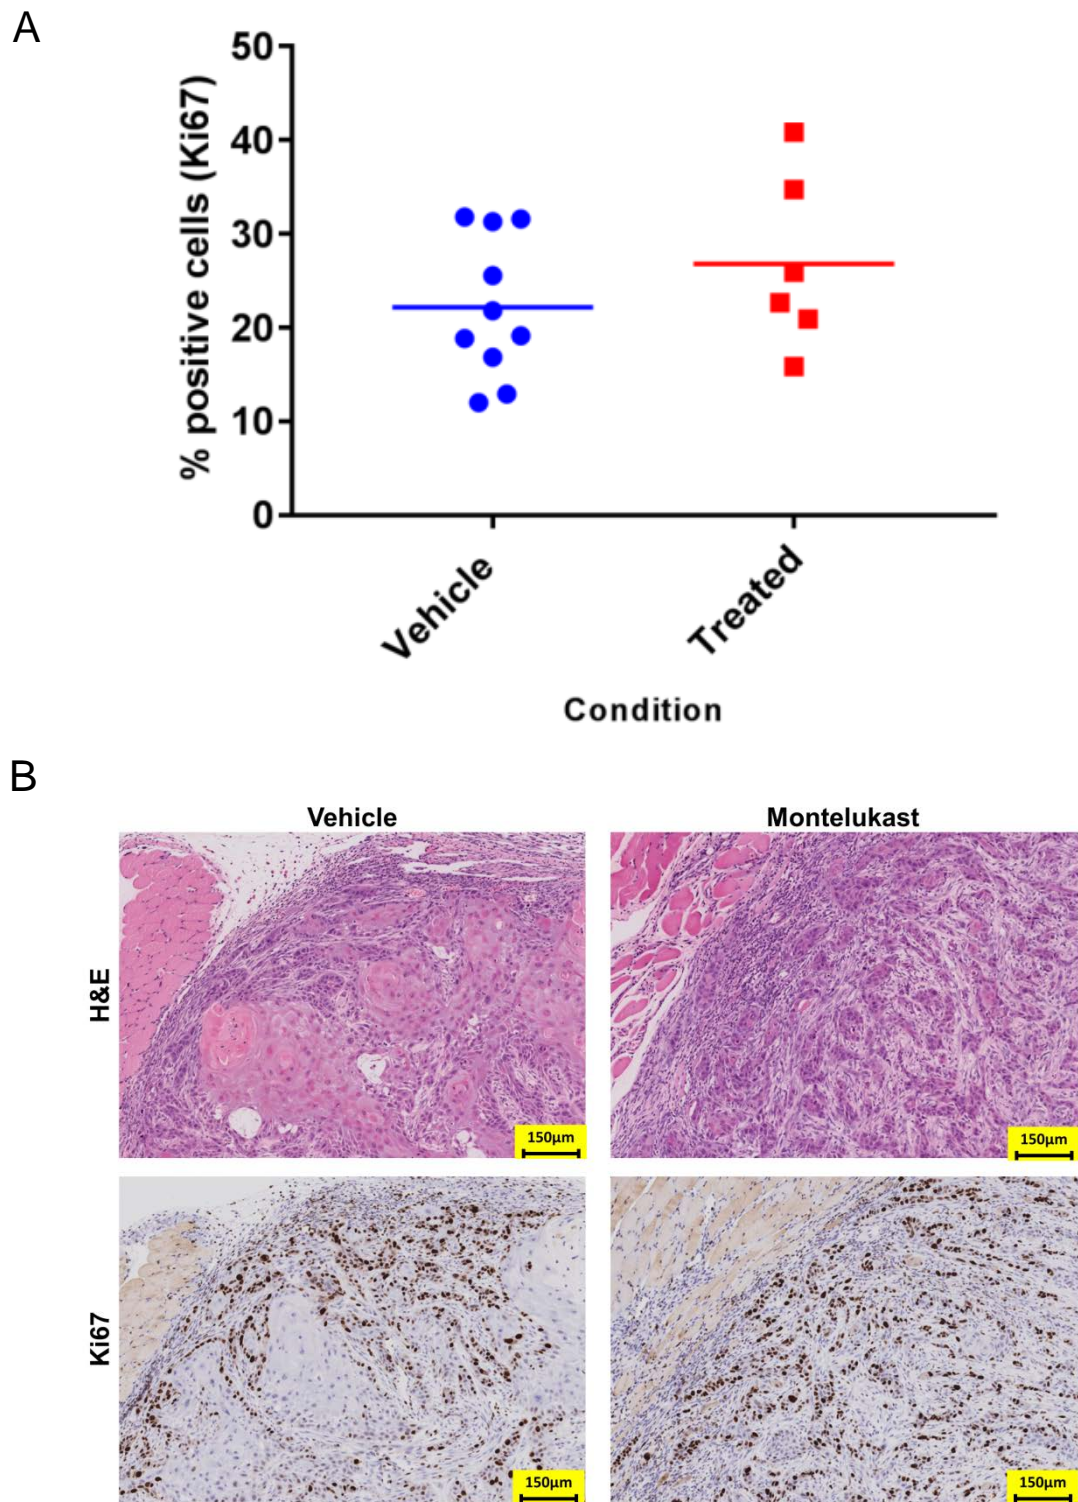 A
50
40
30
20
10
0
% positive cells (Ki67)
Vehicle
Treated
Condition
B
Vehicle
Montelukast
H&E
150µm
150µm
Ki67
150µm
150µm